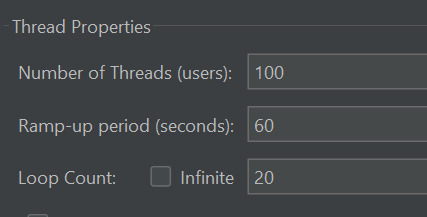 Thread Properties
Number of Threads (users): 100
Ramp-up period (seconds): 60
Loop Count: Infinite 20